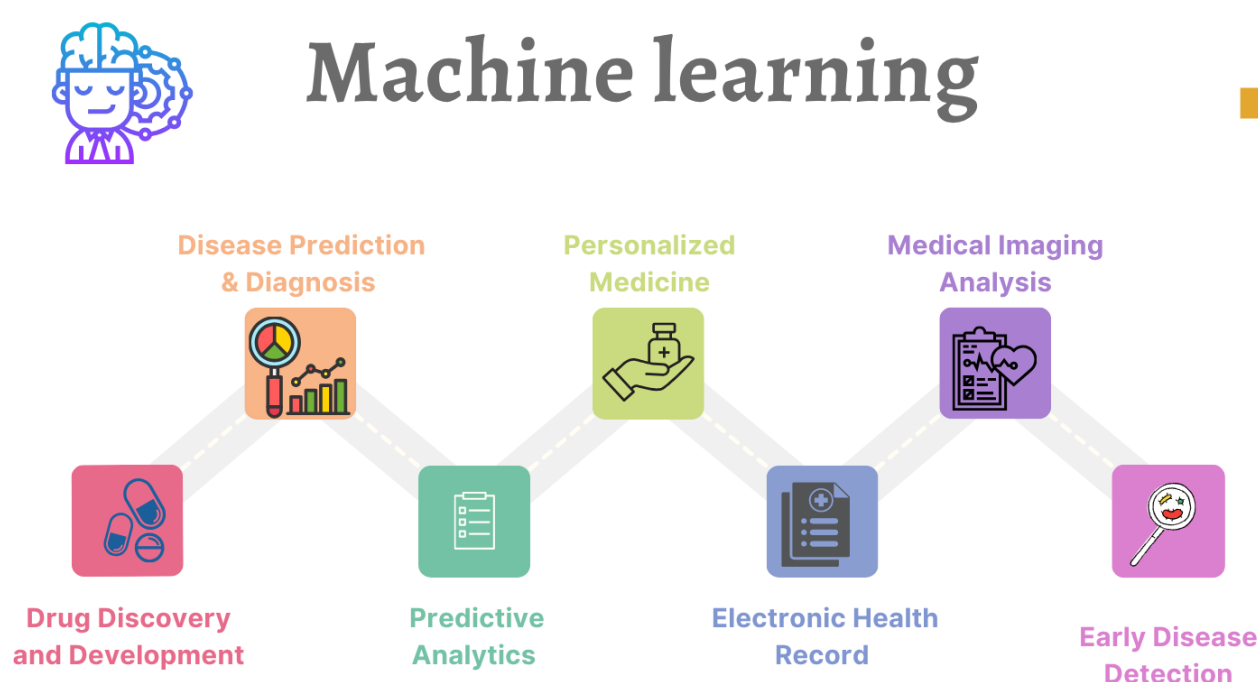 Machine learning
Disease Prediction
& Diagnosis
Personalized
Medicine
Medical Imaging
Analysis
Drug Discovery
and Development
Predictive
Analytics
Electronic Health
Record
Early Disease
Detection